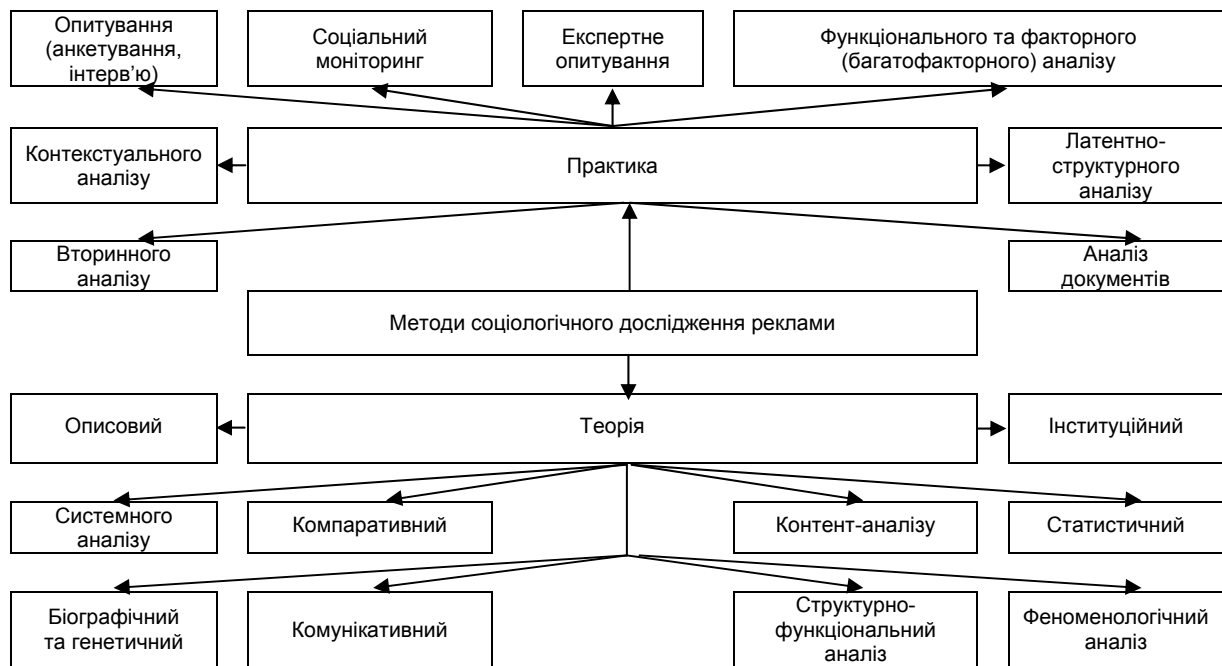 Опитування
(анкетування,
інтерв’ю)
Соціальний
моніторинг
Експертне
опитування
Функціонального та факторного
(багатофакторного) аналізу
Контекстуального
аналізу
Практика
Латентно-
структурного
аналізу
Вторинного
аналізу
Аналіз
документів
Методи соціологічного дослідження реклами
Описовий
Теорія
Інституційний
Системного
аналізу
Компаративний
Контент-аналізу
Статистичний
Біографічний
та генетичний
Комунікативний
Структурно-
функціональний
аналіз
Феноменологічний
аналіз